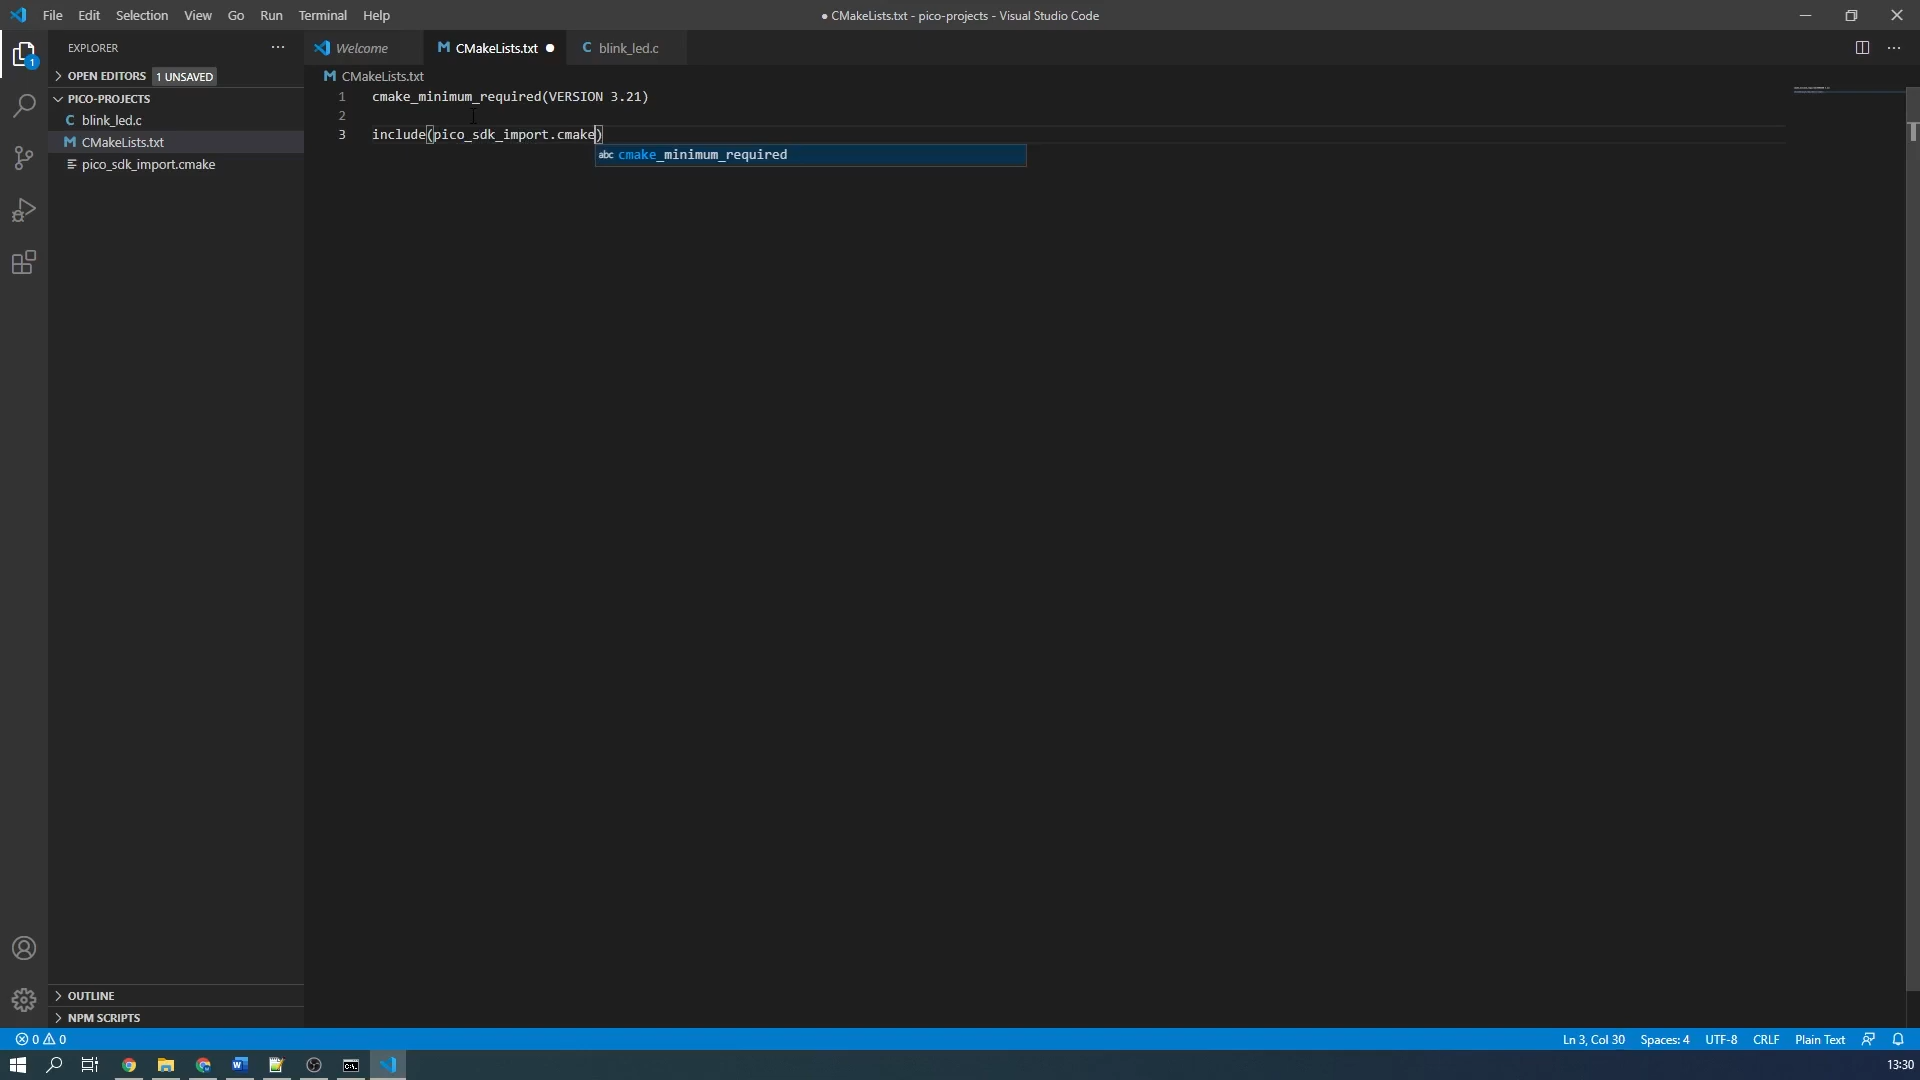 File Edit Selection View Go Run Terminal Help
● CMakeLists.txt - pico-projects - Visual Studio Code
EXPLORER
1
OPEN EDITORS 1 UNSAVED
PICO-PROJECTS
C blink_led.c
M CMakeLists.txt
pico_sdk_import.cmake
OUTLINE
NPM SCRIPTS
Welcome
M CMakeLists.txt ●
C blink_led.c
M CMakeLists.txt
1 cmake_minimum_required(VERSION 3.21)
2
3 include(pico_sdk_import.cmake)
abc cmake_minimum_required
0 0
Ln 3, Col 30 Spaces: 4 UTF-8 CRLF Plain Text
13:30